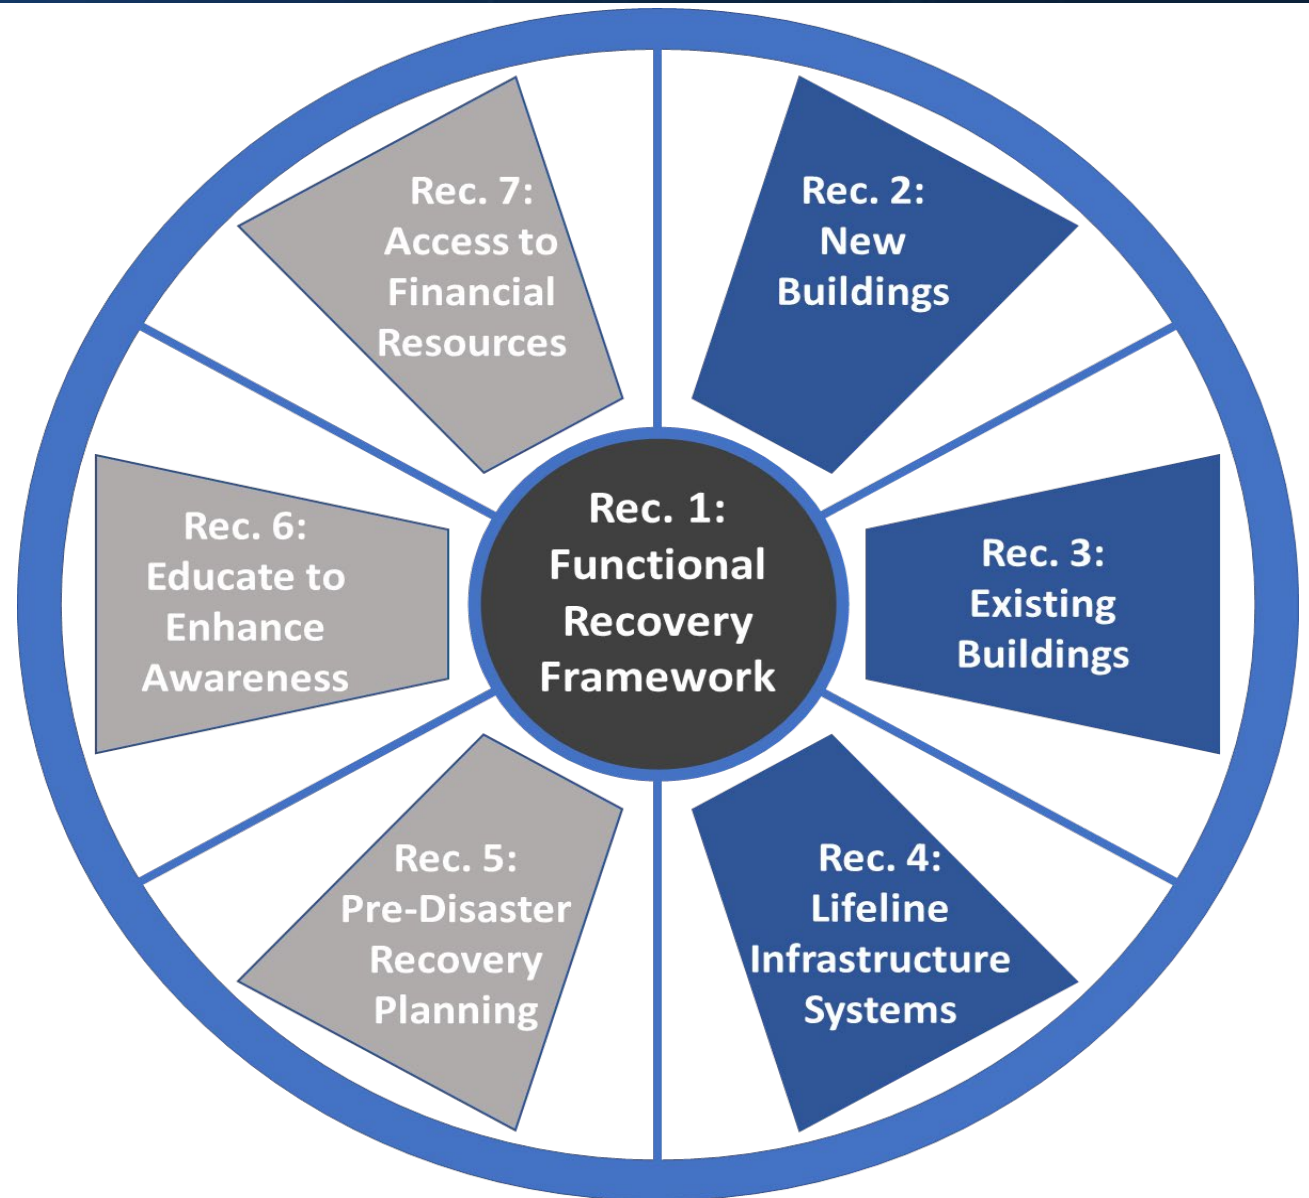 Rec. 1:
Functional
Recovery
Framework
Rec. 2:
New
Buildings
Rec. 3:
Existing
Buildings
Rec. 4:
Lifeline
Infrastructure
Systems
Rec. 5:
Pre-Disaster
Recovery
Planning
Rec. 6:
Educate to
Enhance
Awareness
Rec. 7:
Access to
Financial
Resources